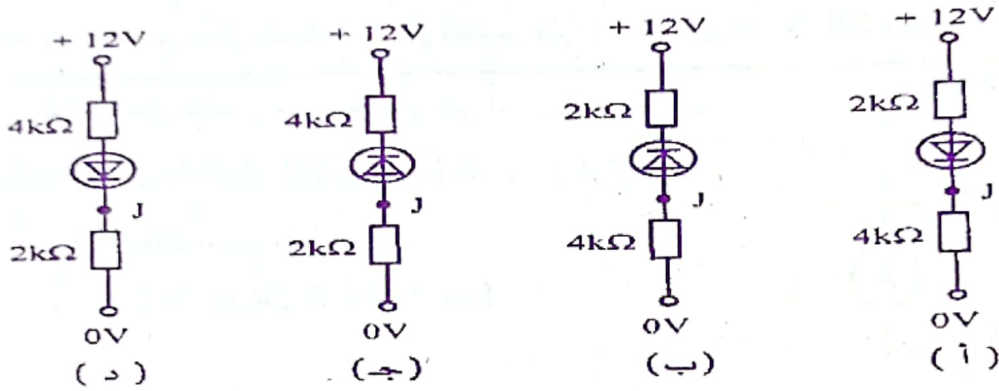 + 12V
2kΩ
J
4kΩ
0V
( أ )
+ 12V
2kΩ
J
4kΩ
0V
( ب )
+ 12V
4kΩ
J
2kΩ
0V
( جـ )
+ 12V
4kΩ
J
2kΩ
0V
( د )